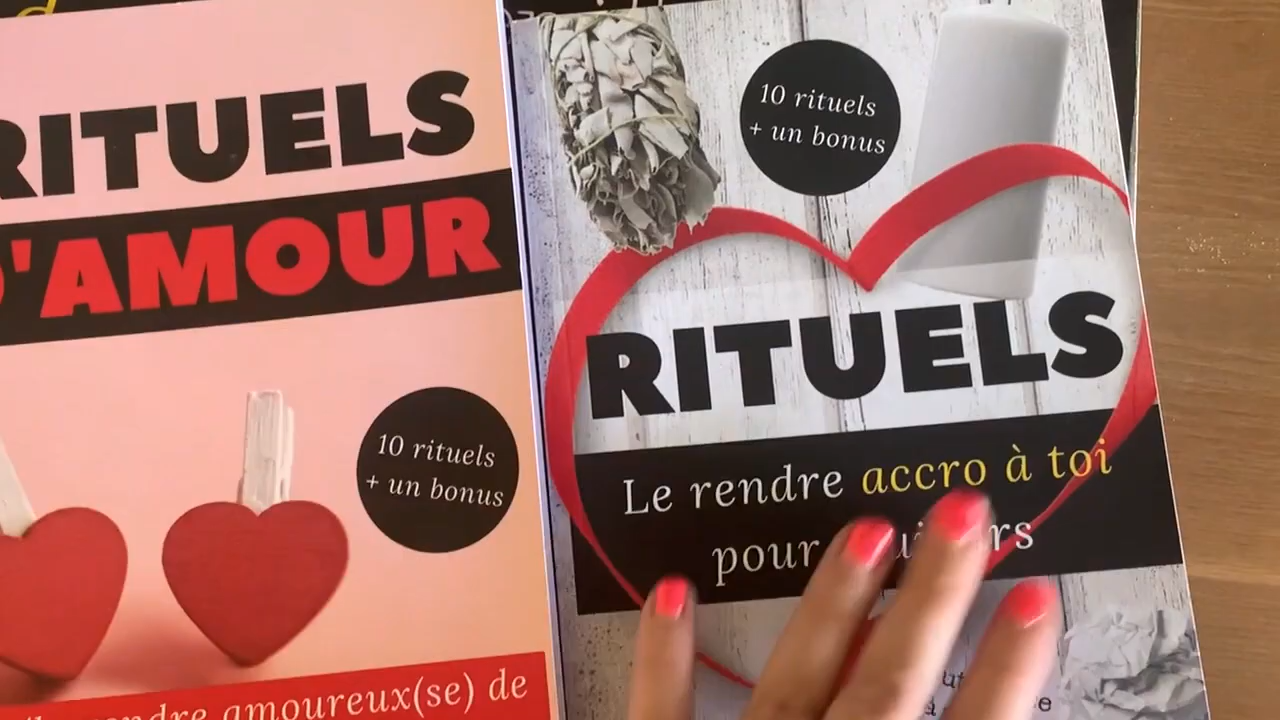 RITUELS
D'AMOUR
10 rituels
+ un bonus
rendre amoureux(se) de
10 rituels
+ un bonus
RITUELS
Le rendre accro à toi
pour